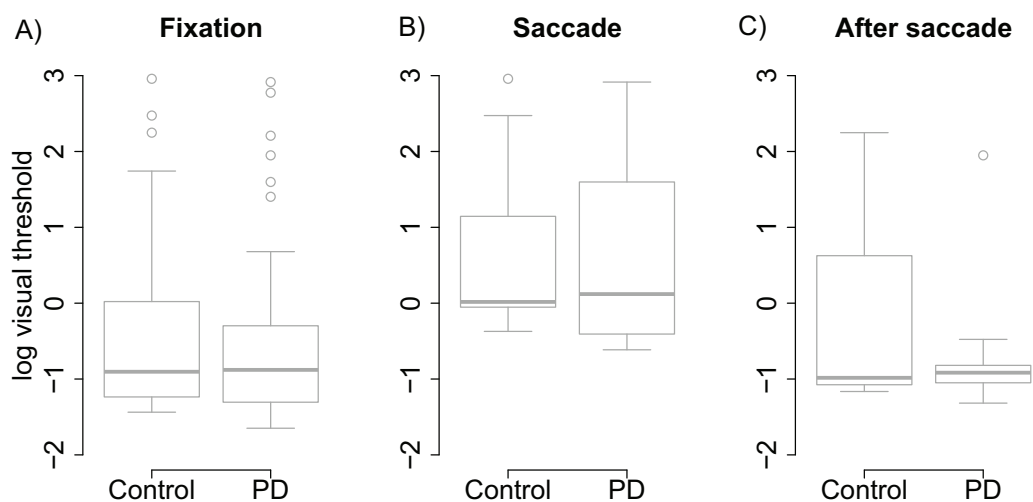 A) Fixation B) Saccade C) After saccade
log visual threshold
3 3 3
2 2 2
1 1 1
0 0 0
−1 −1 −1
−2 −2 −2
Control PD Control PD Control PD